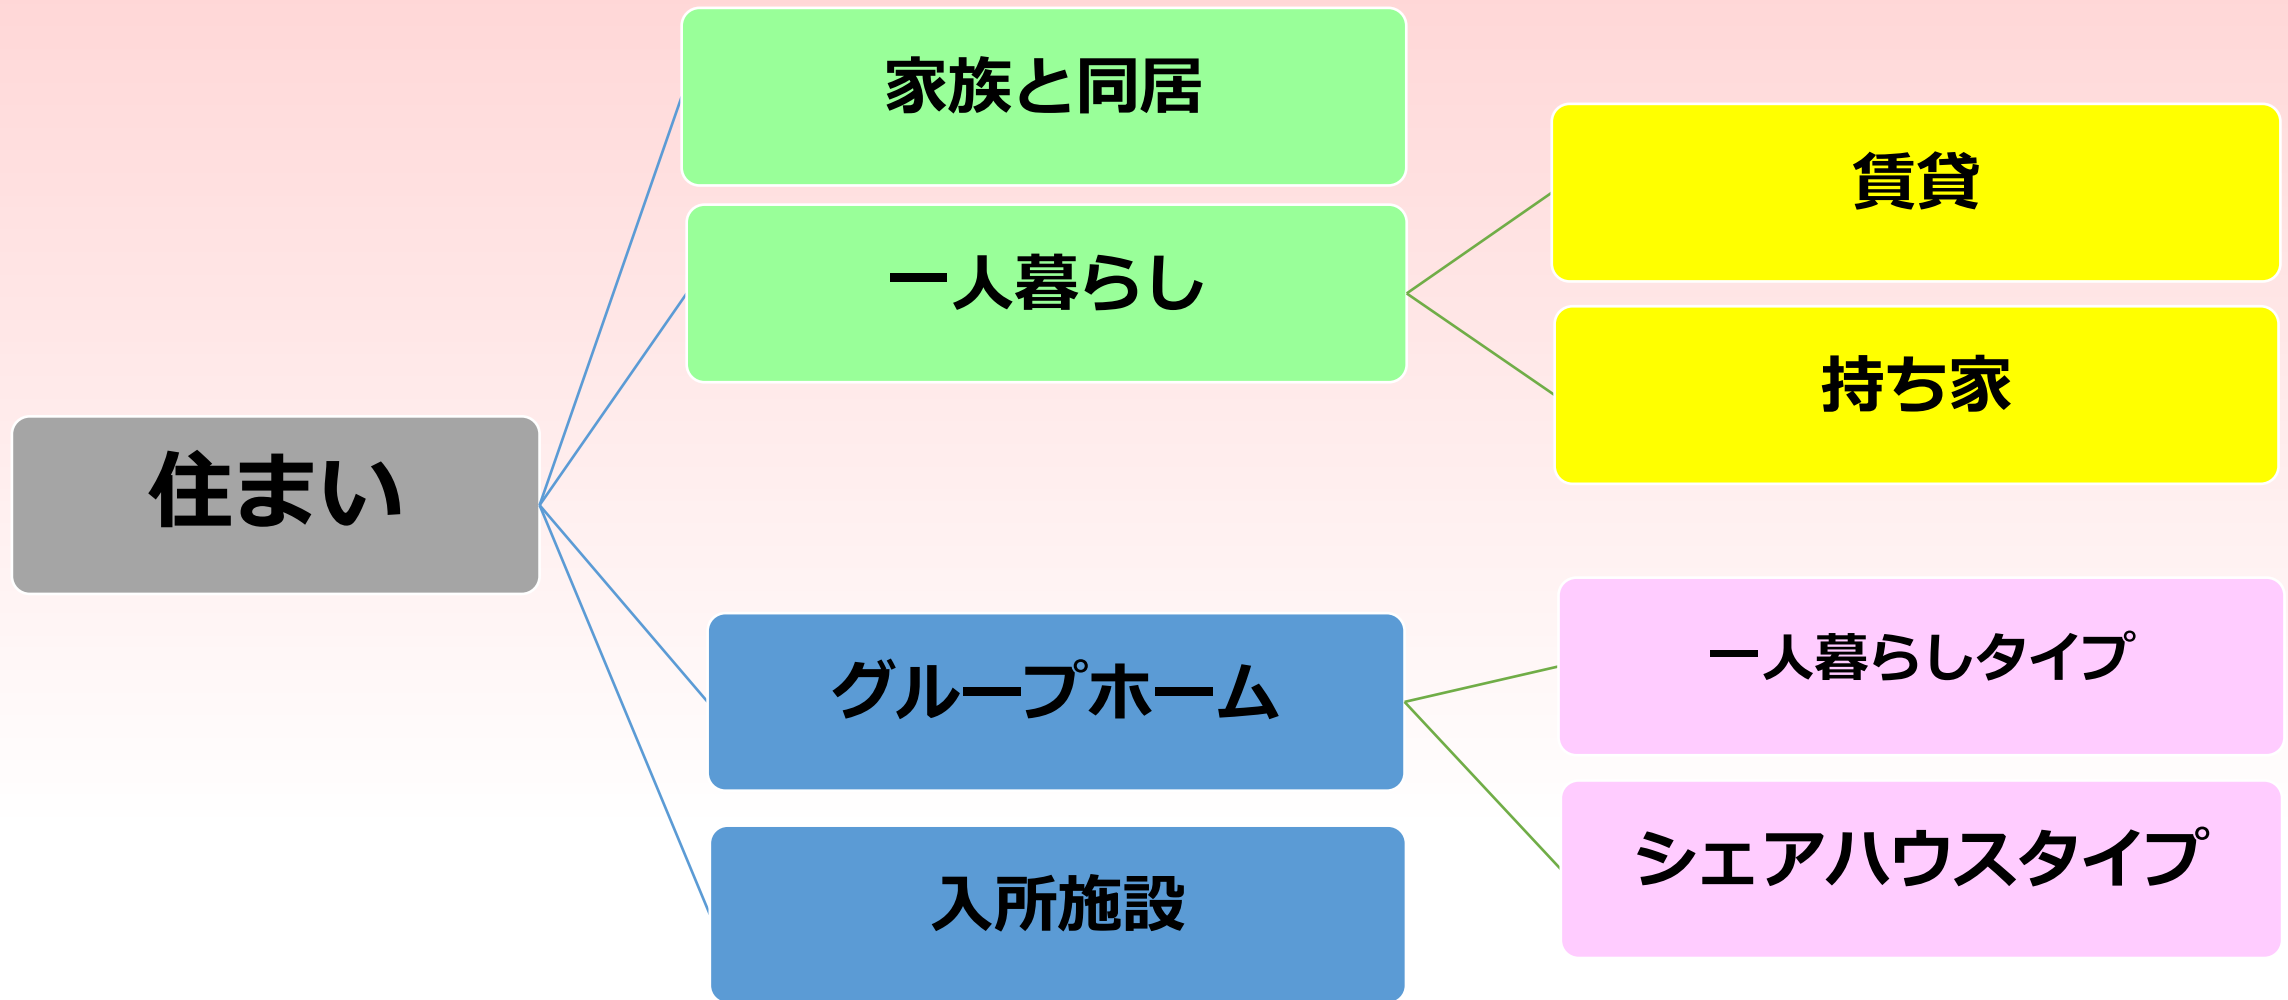 住まい
家族と同居
一人暮らし
賃貸
持ち家
グループホーム
一人暮らしタイプ
シェアハウスタイプ
入所施設